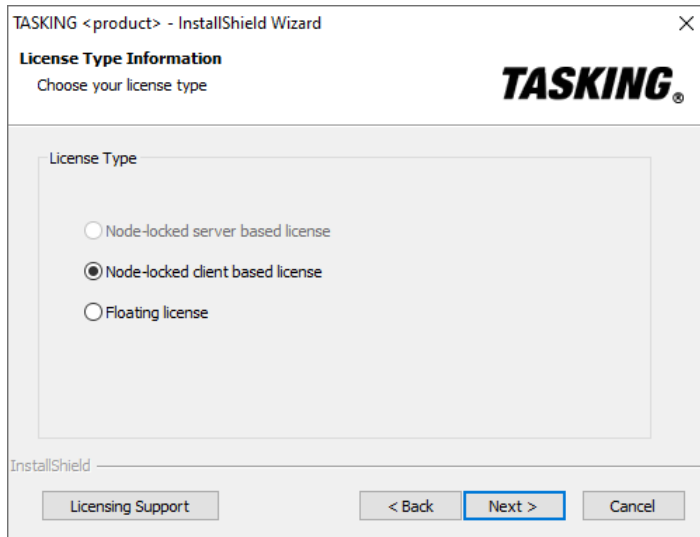 TASKING <product> - InstallShield Wizard
License Type Information
Choose your license type
TASKING®
License Type
Node-locked server based license
Node-locked client based license
Floating license
InstallShield
Licensing Support
< Back
Next >
Cancel